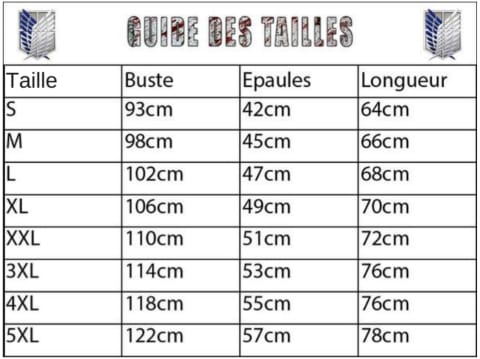 GUIDE DES TAILLES
Taille Buste Epaules Longueur
S 93cm 42cm 64cm
M 98cm 45cm 66cm
L 102cm 47cm 68cm
XL 106cm 49cm 70cm
XXL 110cm 51cm 72cm
3XL 114cm 53cm 76cm
4XL 118cm 55cm 76cm
5XL 122cm 57cm 78cm